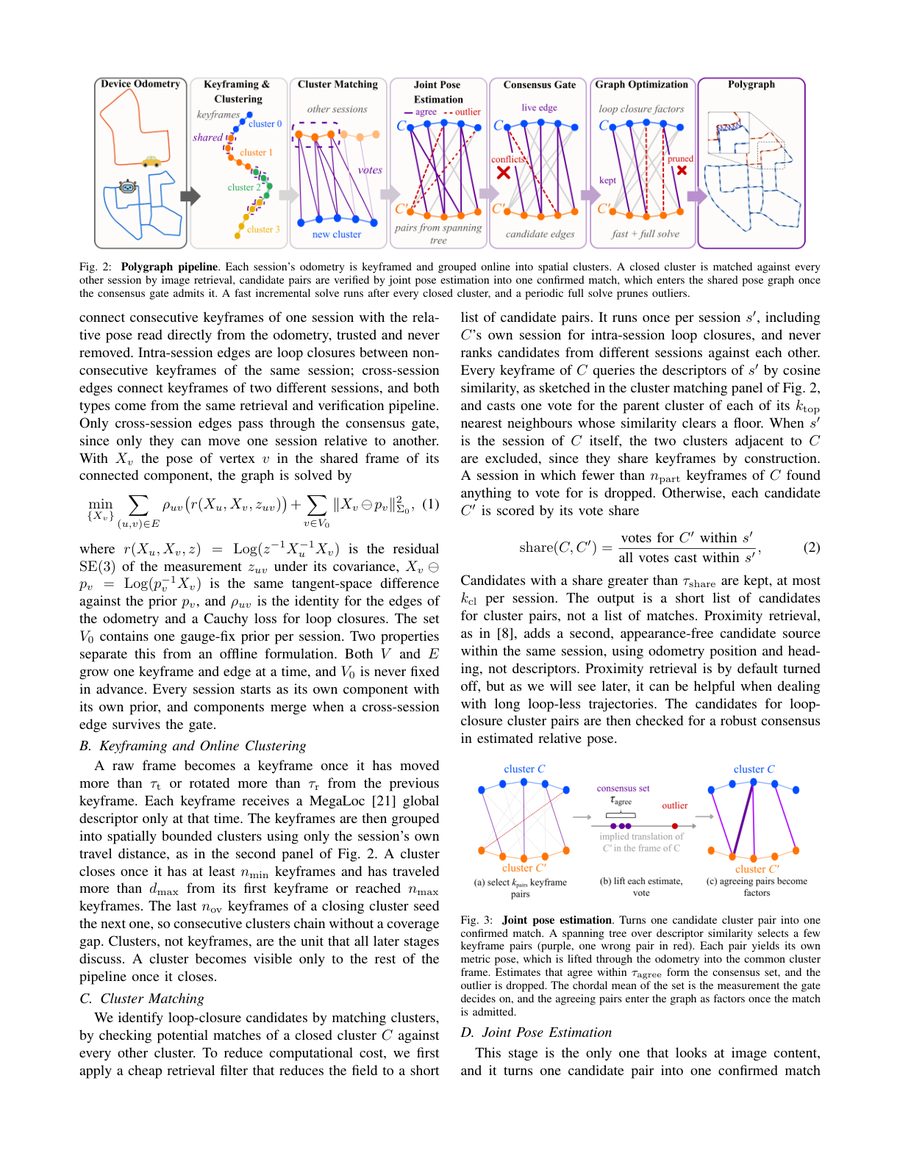 Device Odometry
Keyframing &
Clustering
keyframes
cluster 0
shared
cluster 1
cluster 2
cluster 3
Cluster Matching
other sessions
votes
new cluster
Joint Pose
Estimation
agree
outlier
C
C′
pairs from spanning
tree
Consensus Gate
live edge
C
conflicts
C′
candidate edges
Graph Optimization
loop closure factors
C
pruned
kept
C′
fast + full solve
Polygraph
Fig. 2: Polygraph pipeline. Each session's odometry is keyframed and grouped online into spatial clusters. A closed cluster is matched against every
other session by image retrieval, candidate pairs are verified by joint pose estimation into one confirmed match, which enters the shared pose graph once
the consensus gate admits it. A fast incremental solve runs after every closed cluster, and a periodic full solve prunes outliers.
connect consecutive keyframes of one session with the rela-
tive pose read directly from the odometry, trusted and never
removed. Intra-session edges are loop closures between non-
consecutive keyframes of the same session; cross-session
edges connect keyframes of two different sessions, and both
types come from the same retrieval and verification pipeline.
Only cross-session edges pass through the consensus gate,
since only they can move one session relative to another.
With X_v the pose of vertex v in the shared frame of its
connected component, the graph is solved by
min_{X_v} ∑_{(u,v)∈E} ρ_uv(r(X_u, X_v, z_uv)) + ∑_{v∈V_0} ‖X_v ⊖ p_v‖²_{Σ_0}, (1)
where r(X_u, X_v, z) = Log(z⁻¹X_u⁻¹X_v) is the residual
SE(3) of the measurement z_uv under its covariance, X_v ⊖
p_v = Log(p_v⁻¹X_v) is the same tangent-space difference
against the prior p_v, and ρ_uv is the identity for the edges of
the odometry and a Cauchy loss for loop closures. The set
V_0 contains one gauge-fix prior per session. Two properties
separate this from an offline formulation. Both V and E
grow one keyframe and edge at a time, and V_0 is never fixed
in advance. Every session starts as its own component with
its own prior, and components merge when a cross-session
edge survives the gate.
B. Keyframing and Online Clustering
A raw frame becomes a keyframe once it has moved
more than τ_t or rotated more than τ_r from the previous
keyframe. Each keyframe receives a MegaLoc [21] global
descriptor only at that time. The keyframes are then grouped
into spatially bounded clusters using only the session's own
travel distance, as in the second panel of Fig. 2. A cluster
closes once it has at least n_min keyframes and has traveled
more than d_max from its first keyframe or reached n_max
keyframes. The last n_ov keyframes of a closing cluster seed
the next one, so consecutive clusters chain without a coverage
gap. Clusters, not keyframes, are the unit that all later stages
discuss. A cluster becomes visible only to the rest of the
pipeline once it closes.
C. Cluster Matching
We identify loop-closure candidates by matching clusters,
by checking potential matches of a closed cluster C against
every other cluster. To reduce computational cost, we first
apply a cheap retrieval filter that reduces the field to a short
list of candidate pairs. It runs once per session s′, including
C's own session for intra-session loop closures, and never
ranks candidates from different sessions against each other.
Every keyframe of C queries the descriptors of s′ by cosine
similarity, as sketched in the cluster matching panel of Fig. 2,
and casts one vote for the parent cluster of each of its k_top
nearest neighbours whose similarity clears a floor. When s′
is the session of C itself, the two clusters adjacent to C
are excluded, since they share keyframes by construction.
A session in which fewer than n_part keyframes of C found
anything to vote for is dropped. Otherwise, each candidate
C′ is scored by its vote share
share(C, C′) = votes for C′ within s′ / all votes cast within s′, (2)
Candidates with a share greater than τ_share are kept, at most
k_cl per session. The output is a short list of candidates
for cluster pairs, not a list of matches. Proximity retrieval,
as in [8], adds a second, appearance-free candidate source
within the same session, using odometry position and head-
ing, not descriptors. Proximity retrieval is by default turned
off, but as we will see later, it can be helpful when dealing
with long loop-less trajectories. The candidates for loop-
closure cluster pairs are then checked for a robust consensus
in estimated relative pose.
cluster C
cluster C′
(a) select k_pairs keyframe
pairs
consensus set
τ_agree
outlier
implied translation of
C′ in the frame of C
(b) lift each estimate,
vote
cluster C
cluster C′
(c) agreeing pairs become
factors
Fig. 3: Joint pose estimation. Turns one candidate cluster pair into one
confirmed match. A spanning tree over descriptor similarity selects a few
keyframe pairs (purple, one wrong pair in red). Each pair yields its own
metric pose, which is lifted through the odometry into the common cluster
frame. Estimates that agree within τ_agree form the consensus set, and the
outlier is dropped. The chordal mean of the set is the measurement the gate
decides on, and the agreeing pairs enter the graph as factors once the match
is admitted.
D. Joint Pose Estimation
This stage is the only one that looks at image content,
and it turns one candidate pair into one confirmed match